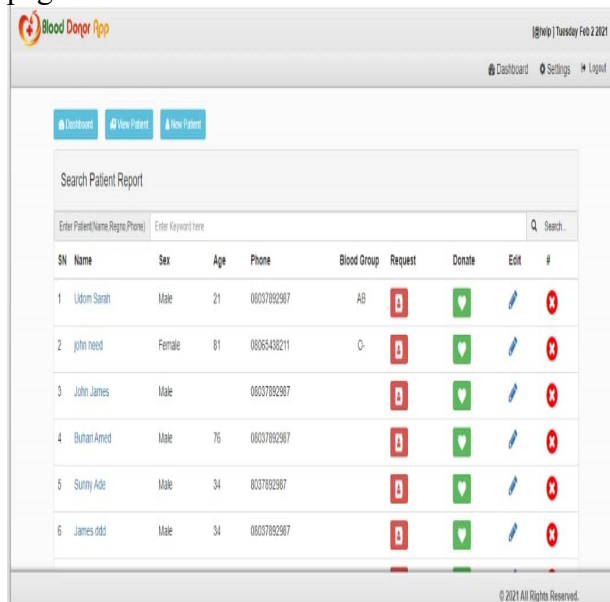 Blood Donor App
[@help] Tuesday Feb 2 2021
Dashboard Settings Logout
Dashboard View Patient New Patient
Search Patient Report
Enter Patient(Name,Regno,Phone) Enter Keyword here Search..
SN Name Sex Age Phone Blood Group Request Donate Edit #
1 Udom Sarah Male 21 08037892987 AB
2 john need Female 81 08065438211 O-
3 John James Male 08037892987
4 Buhari Amed Male 76 08037892987
5 Sunny Ade Male 34 8037892987
6 James ddd Male 34 08037892987
© 2021 All Rights Reserved.